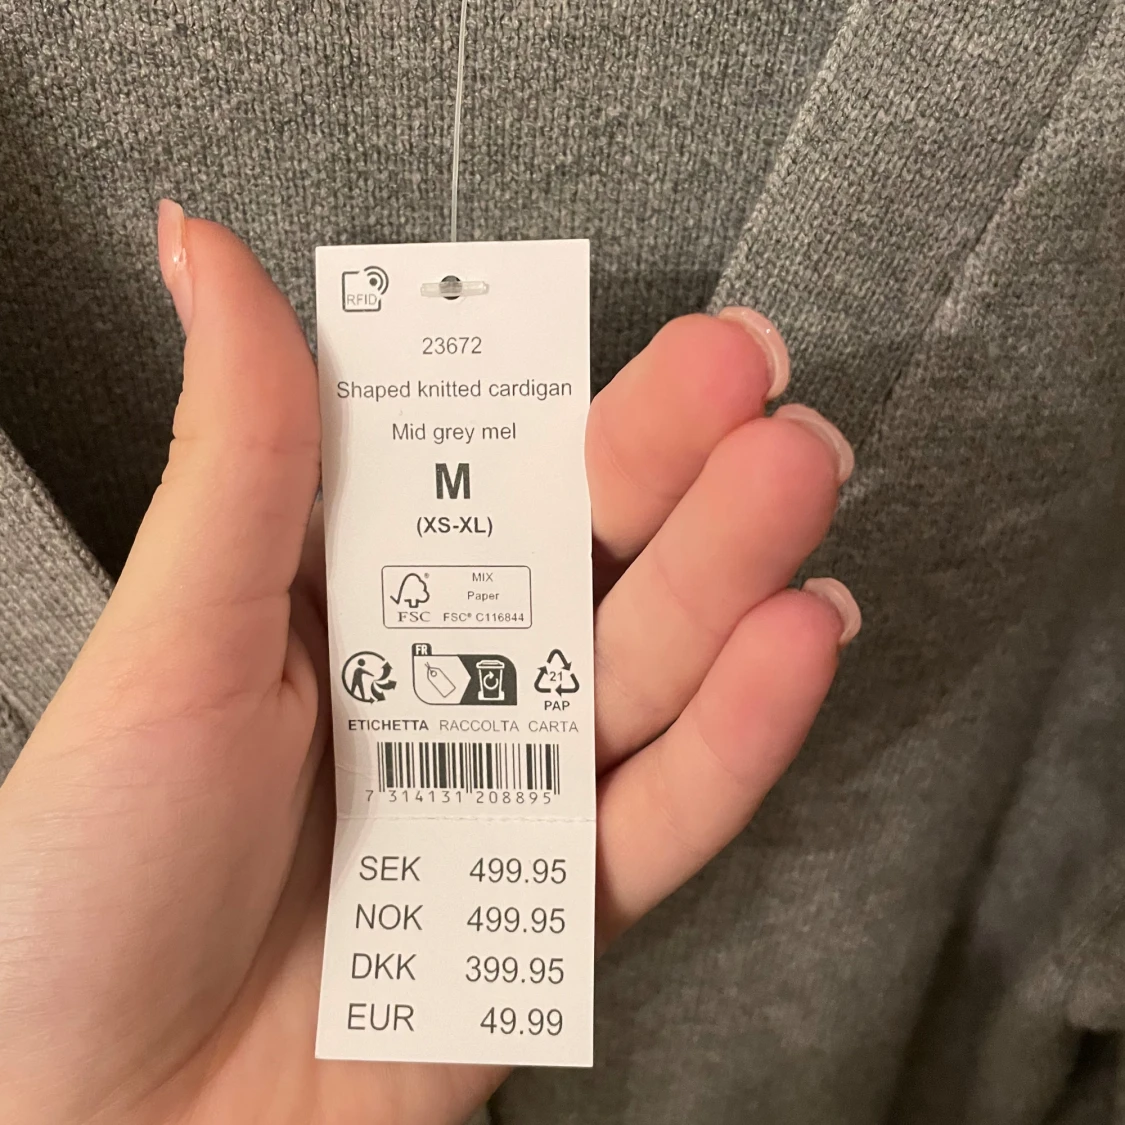 RFID
23672
Shaped knitted cardigan
Mid grey mel
M
(XS-XL)
MIX
Paper
FSC® FSC® C116844
FR
21
PAP
ETICHETTA RACCOLTA CARTA
7 314131 208895
SEK 499.95
NOK 499.95
DKK 399.95
EUR 49.99